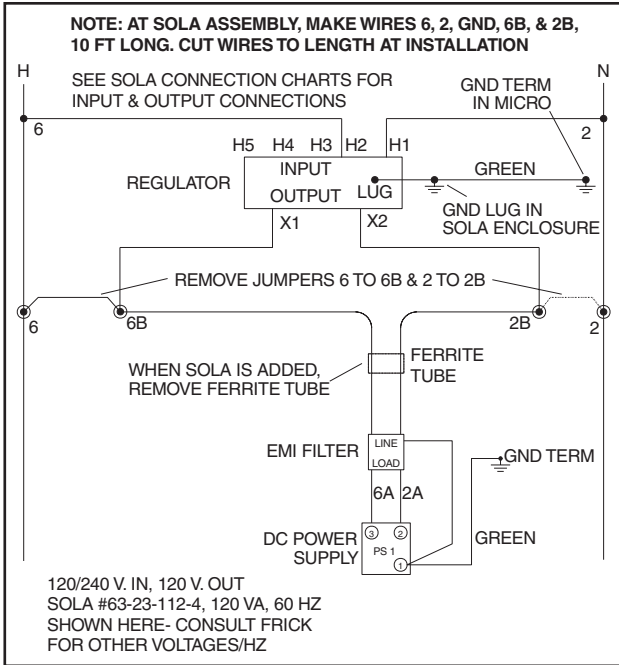 NOTE: AT SOLA ASSEMBLY, MAKE WIRES 6, 2, GND, 6B, & 2B,
10 FT LONG. CUT WIRES TO LENGTH AT INSTALLATION
H
N
SEE SOLA CONNECTION CHARTS FOR
INPUT & OUTPUT CONNECTIONS
GND TERM
IN MICRO
6
2
H5 H4 H3 H2 H1
REGULATOR
INPUT
OUTPUT
LUG
GREEN
GND LUG IN
SOLA ENCLOSURE
X1
X2
REMOVE JUMPERS 6 TO 6B & 2 TO 2B
6
6B
2B
2
WHEN SOLA IS ADDED,
REMOVE FERRITE TUBE
FERRITE
TUBE
EMI FILTER
LINE
LOAD
GND TERM
6A
2A
DC POWER
SUPPLY
3
2
PS 1
1
GREEN
120/240 V. IN, 120 V. OUT
SOLA #63-23-112-4, 120 VA, 60 HZ
SHOWN HERE- CONSULT FRICK
FOR OTHER VOLTAGES/HZ